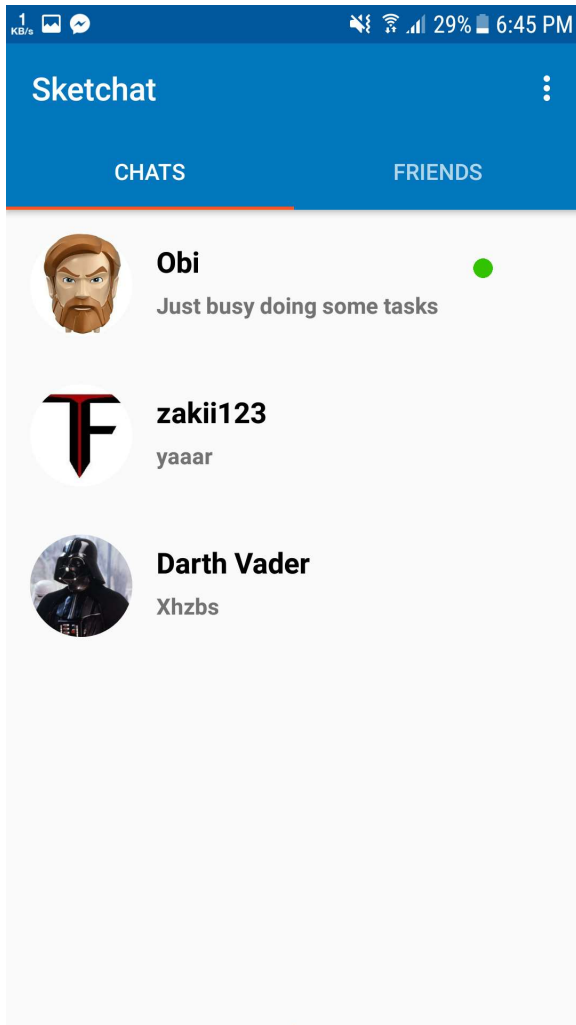 1
KB/s
29% 6:45 PM
Sketchat
CHATS FRIENDS
Obi
Just busy doing some tasks
zakii123
yaaar
Darth Vader
Xhzbs